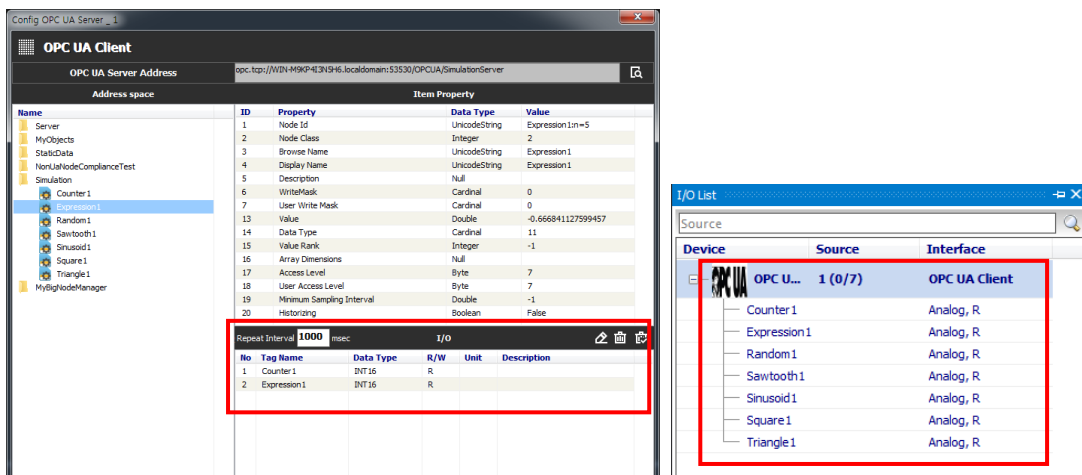 Config OPC UA Server _ 1
OPC UA Client
OPC UA Server Address opc.tcp://WIN-M9KP4I3N5H6.localdomain:53530/OPCUA/SimulationServer
Address space Item Property
Name
Server
MyObjects
StaticData
NonUaNodeComplianceTest
Simulation
Counter1
Expression1
Random1
Sawtooth1
Sinusoid1
Square1
Triangle1
MyBigNodeManager
ID Property Data Type Value
1 Node Id UnicodeString Expression1:n=5
2 Node Class Integer 2
3 Browse Name UnicodeString Expression1
4 Display Name UnicodeString Expression1
5 Description Null
6 WriteMask Cardinal 0
7 User Write Mask Cardinal 0
13 Value Double -0.666841127599457
14 Data Type Cardinal 11
15 Value Rank Integer -1
16 Array Dimensions Null
17 Access Level Byte 7
18 User Access Level Byte 7
19 Minimum Sampling Interval Double -1
20 Historizing Boolean False
Repeat Interval 1000 msec I/O
No Tag Name Data Type R/W Unit Description
1 Counter1 INT16 R
2 Expression1 INT16 R
I/O List
Source
Device Source Interface
OPC UA OPC U... 1 (0/7) OPC UA Client
Counter1 Analog, R
Expression1 Analog, R
Random1 Analog, R
Sawtooth1 Analog, R
Sinusoid1 Analog, R
Square1 Analog, R
Triangle1 Analog, R